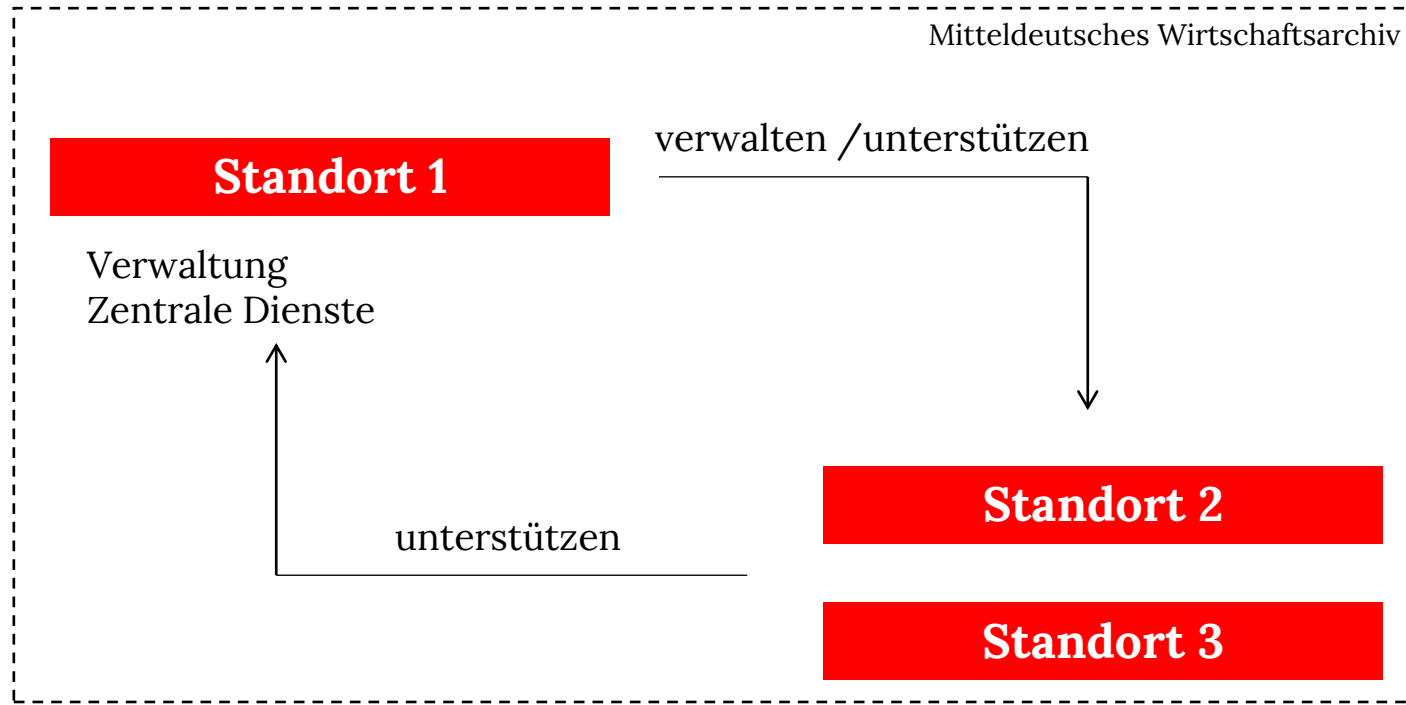 Mitteldeutsches Wirtschaftsarchiv
verwalten /unterstützen
Standort 1
Verwaltung
Zentrale Dienste
Standort 2
unterstützen
Standort 3